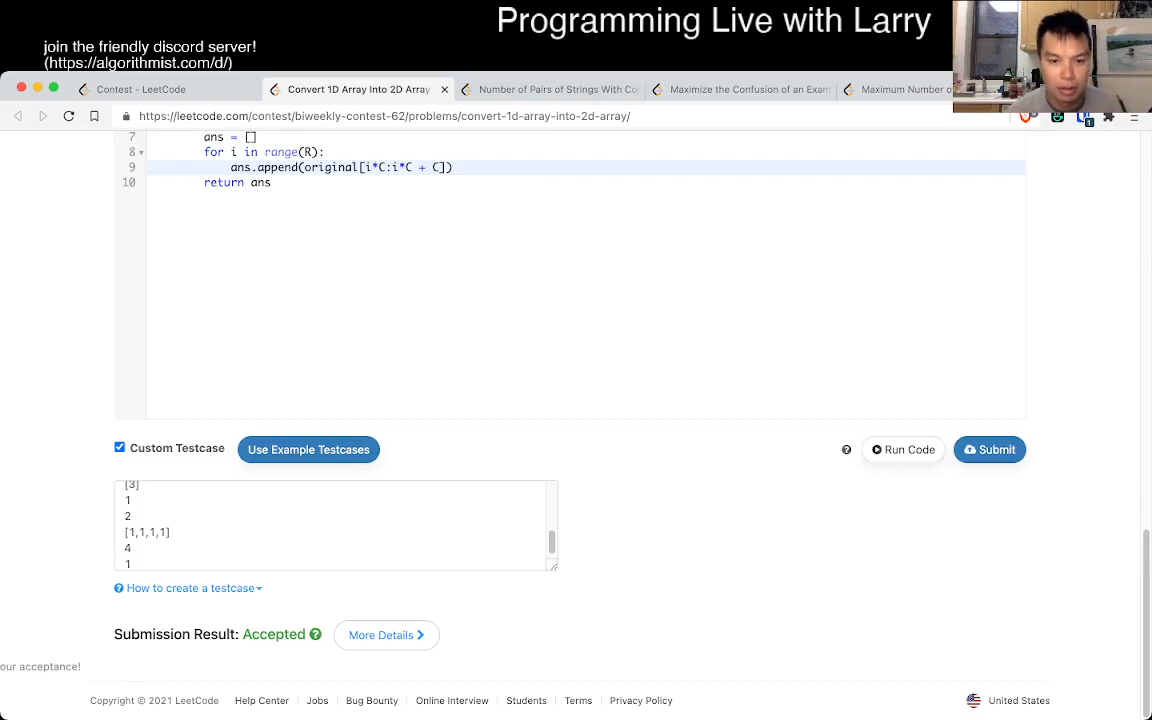 Programming Live with Larry
join the friendly discord server!
(https://algorithmist.com/d/)
Contest - LeetCode
Convert 1D Array Into 2D Array
Number of Pairs of Strings With Co
Maximize the Confusion of an Exam
Maximum Number o
https://leetcode.com/contest/biweekly-contest-62/problems/convert-1d-array-into-2d-array/
1
7 ans = []
8 for i in range(R):
9 ans.append(original[i*C:i*C + C])
10 return ans
Custom Testcase
Use Example Testcases
Run Code
Submit
[3]
1
2
[1,1,1,1]
4
1
How to create a testcase
Submission Result: Accepted
More Details
our acceptance!
Copyright © 2021 LeetCode
Help Center
Jobs
Bug Bounty
Online Interview
Students
Terms
Privacy Policy
United States